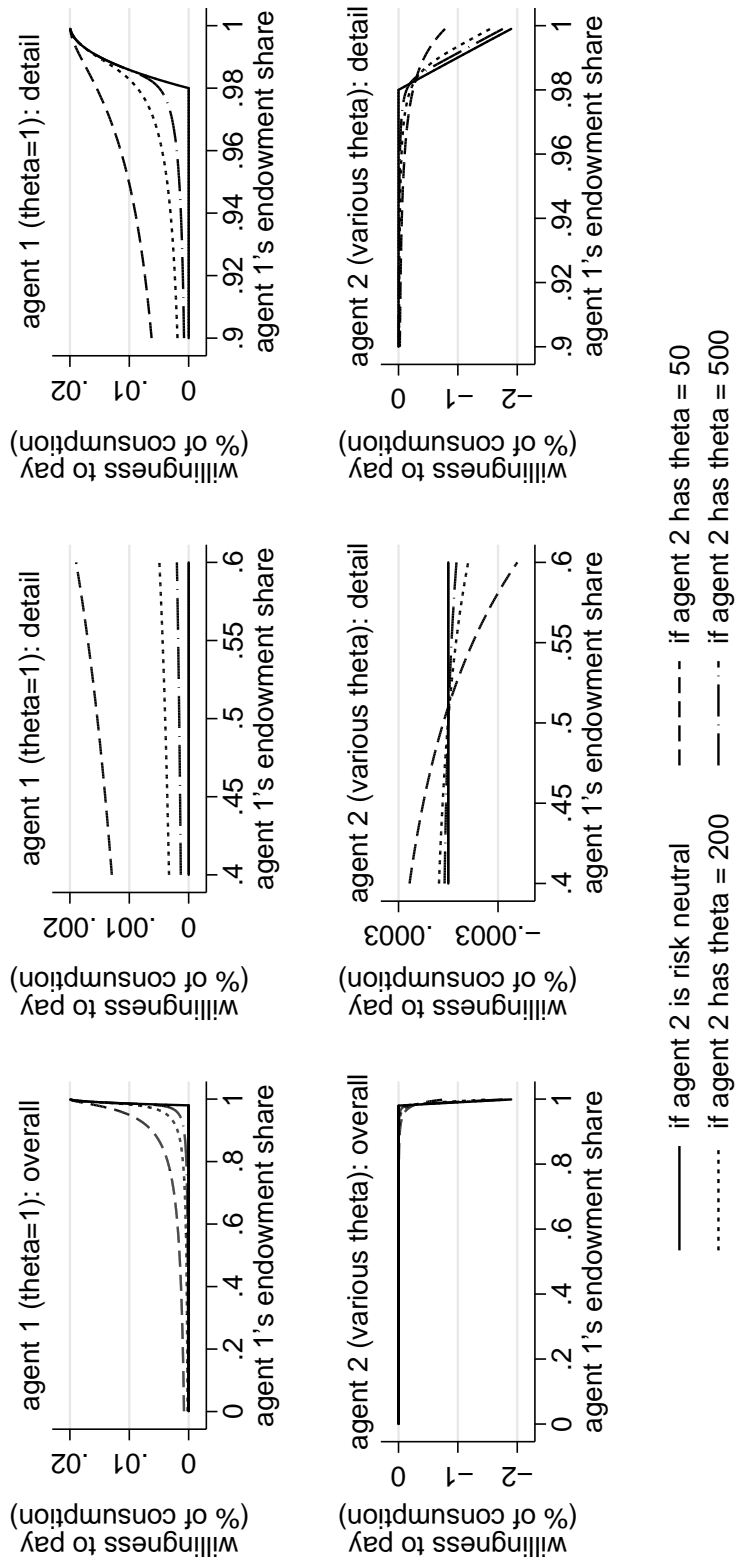 agent 1 (theta=1): overall
willingness to pay
(% of consumption)
.02
.01
0
0 .2 .4 .6 .8 1
agent 1's endowment share
agent 1 (theta=1): detail
willingness to pay
(% of consumption)
.002
.001
0
.4 .45 .5 .55 .6
agent 1's endowment share
agent 1 (theta=1): detail
willingness to pay
(% of consumption)
.02
.01
0
.9 .92 .94 .96 .98 1
agent 1's endowment share
agent 2 (various theta): overall
willingness to pay
(% of consumption)
0
−1
−2
0 .2 .4 .6 .8 1
agent 1's endowment share
agent 2 (various theta): detail
willingness to pay
(% of consumption)
.0003
−.0003
.4 .45 .5 .55 .6
agent 1's endowment share
agent 2 (various theta): detail
willingness to pay
(% of consumption)
0
−1
−2
.9 .92 .94 .96 .98 1
agent 1's endowment share
if agent 2 is risk neutral
if agent 2 has theta = 50
if agent 2 has theta = 200
if agent 2 has theta = 500